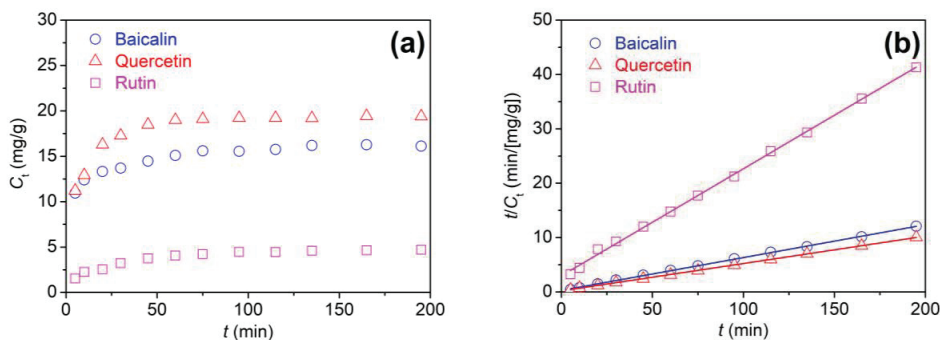 (a)
Baicalin
Quercetin
Rutin
30
25
20
15
10
5
0
Ct (mg/g)
0 50 100 150 200
t (min)
(b)
Baicalin
Quercetin
Rutin
50
40
30
20
10
0
t/Ct (min/[mg/g])
0 50 100 150 200
t (min)